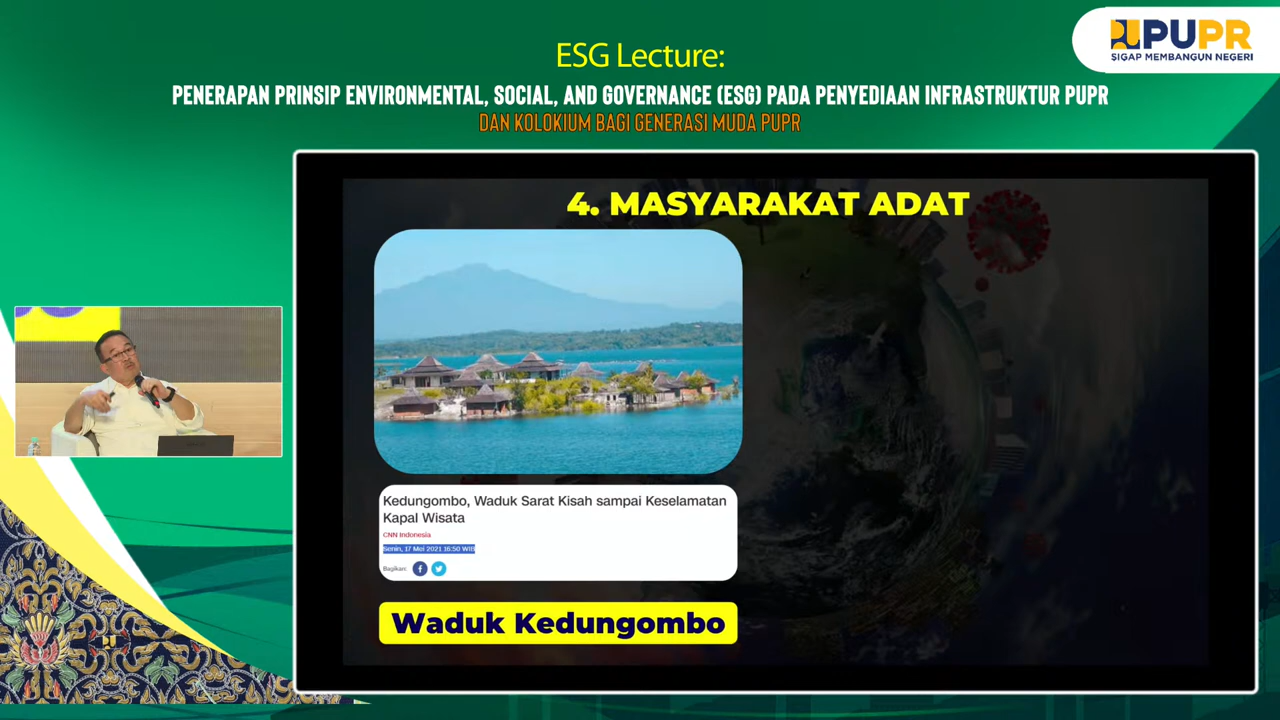 PUPR
SIGAP MEMBANGUN NEGERI
ESG Lecture:
PENERAPAN PRINSIP ENVIRONMENTAL, SOCIAL, AND GOVERNANCE (ESG) PADA PENYEDIAAN INFRASTRUKTUR PUPR
DAN KOLOKIUM BAGI GENERASI MUDA PUPR
4. MASYARAKAT ADAT
Kedungombo, Waduk Sarat Kisah sampai Keselamatan
Kapal Wisata
CNN Indonesia
Senin, 17 Mei 2021 16:50 WIB
Bagikan:
Waduk Kedungombo